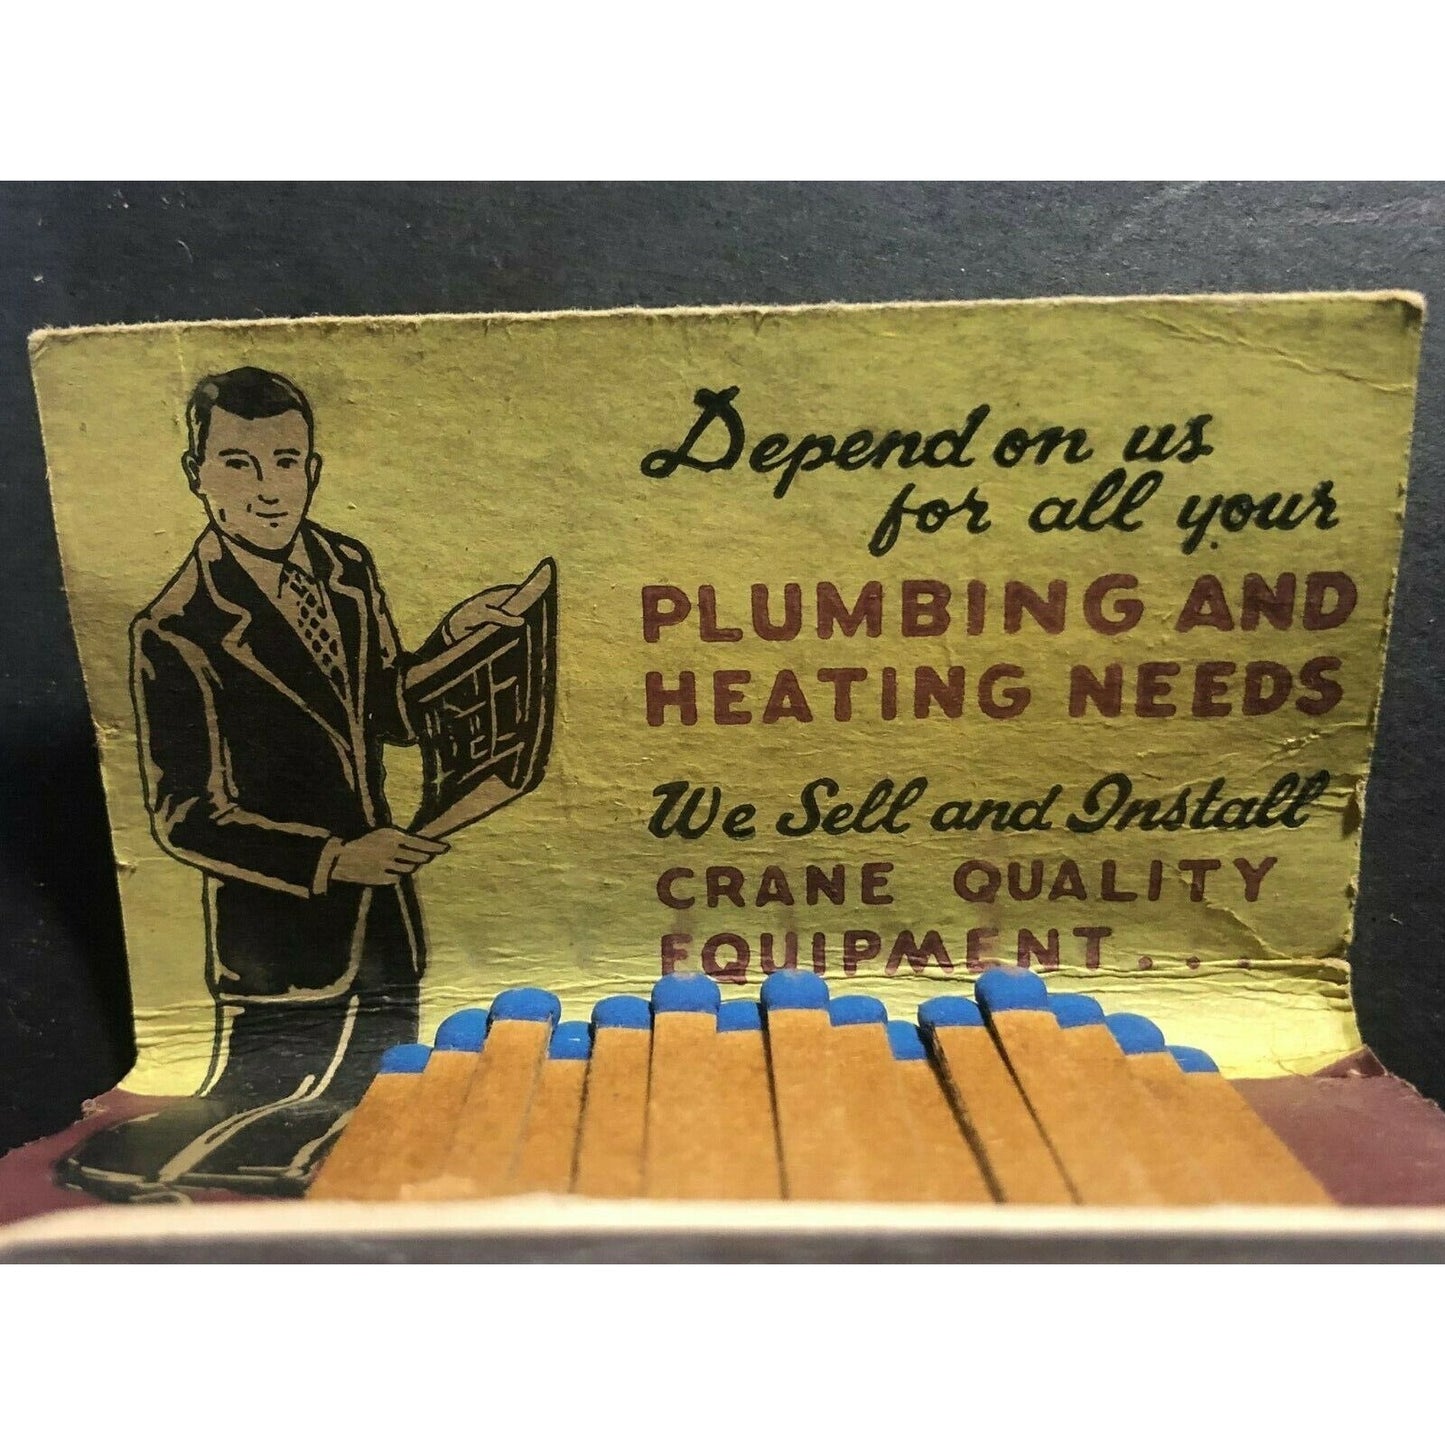 Depend on us
for all your
PLUMBING AND
HEATING NEEDS
We Sell and Install
CRANE QUALITY
EQUIPMENT...